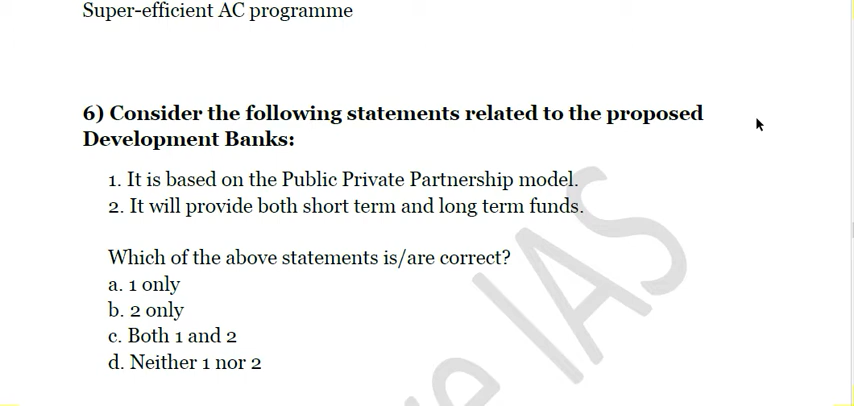 Super-efficient AC programme
6) Consider the following statements related to the proposed
Development Banks:
1. It is based on the Public Private Partnership model.
2. It will provide both short term and long term funds.
Which of the above statements is/are correct?
a. 1 only
b. 2 only
c. Both 1 and 2
d. Neither 1 nor 2
e IAS